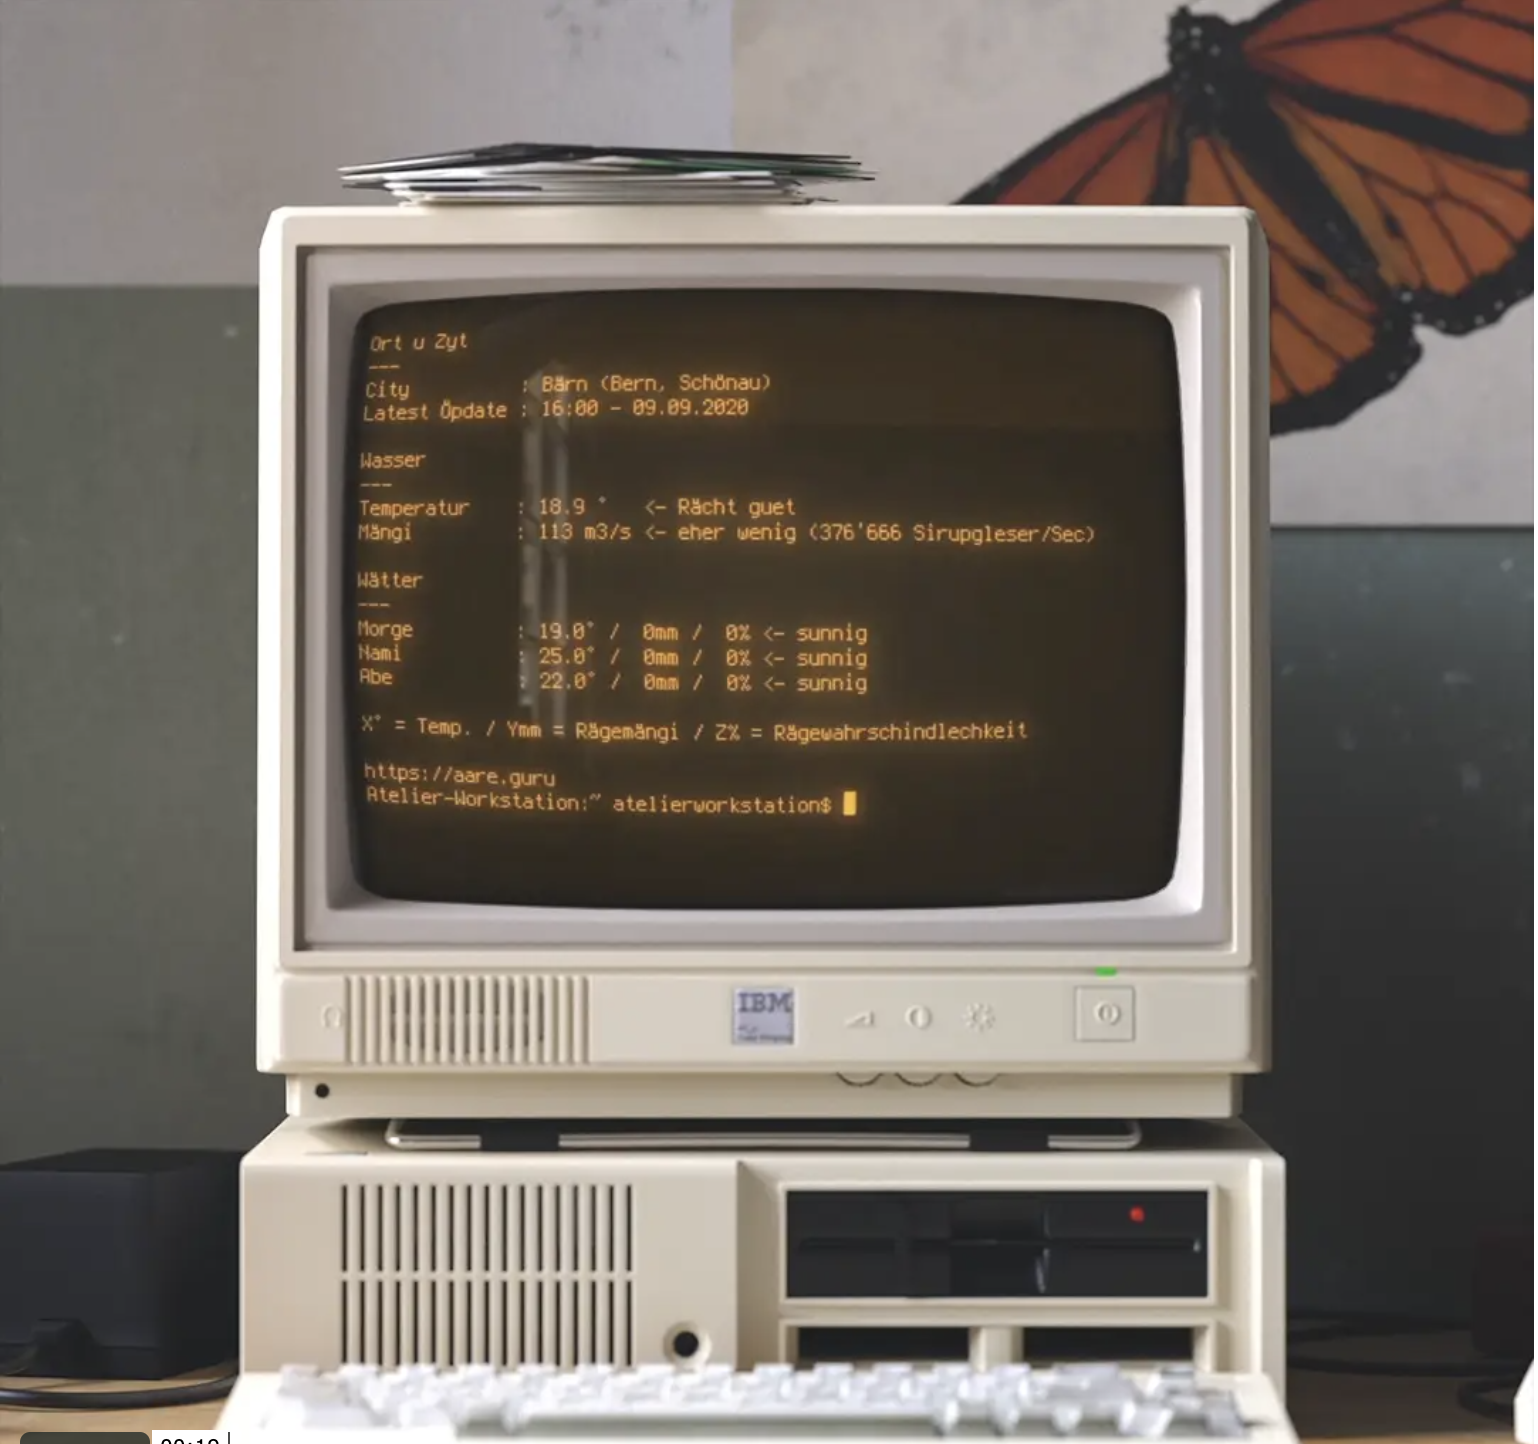 Ort u Zyt
---
City : Bärn (Bern, Schönau)
Latest Öpdate : 16:00 - 09.09.2020
Wasser
---
Temperatur : 18.9 ° <- Rächt guet
Mängi : 113 m3/s <- eher wenig (376'666 Sirupgleser/Sec)
Wätter
---
Morge : 19.0° / 0mm / 0% <- sunnig
Nami : 25.0° / 0mm / 0% <- sunnig
Abe : 22.0° / 0mm / 0% <- sunnig
X° = Temp. / Ymm = Rägemängi / Z% = Rägewahrschindlechkeit
https://aare.guru
Atelier-Workstation:~ atelierworkstation$
IBM